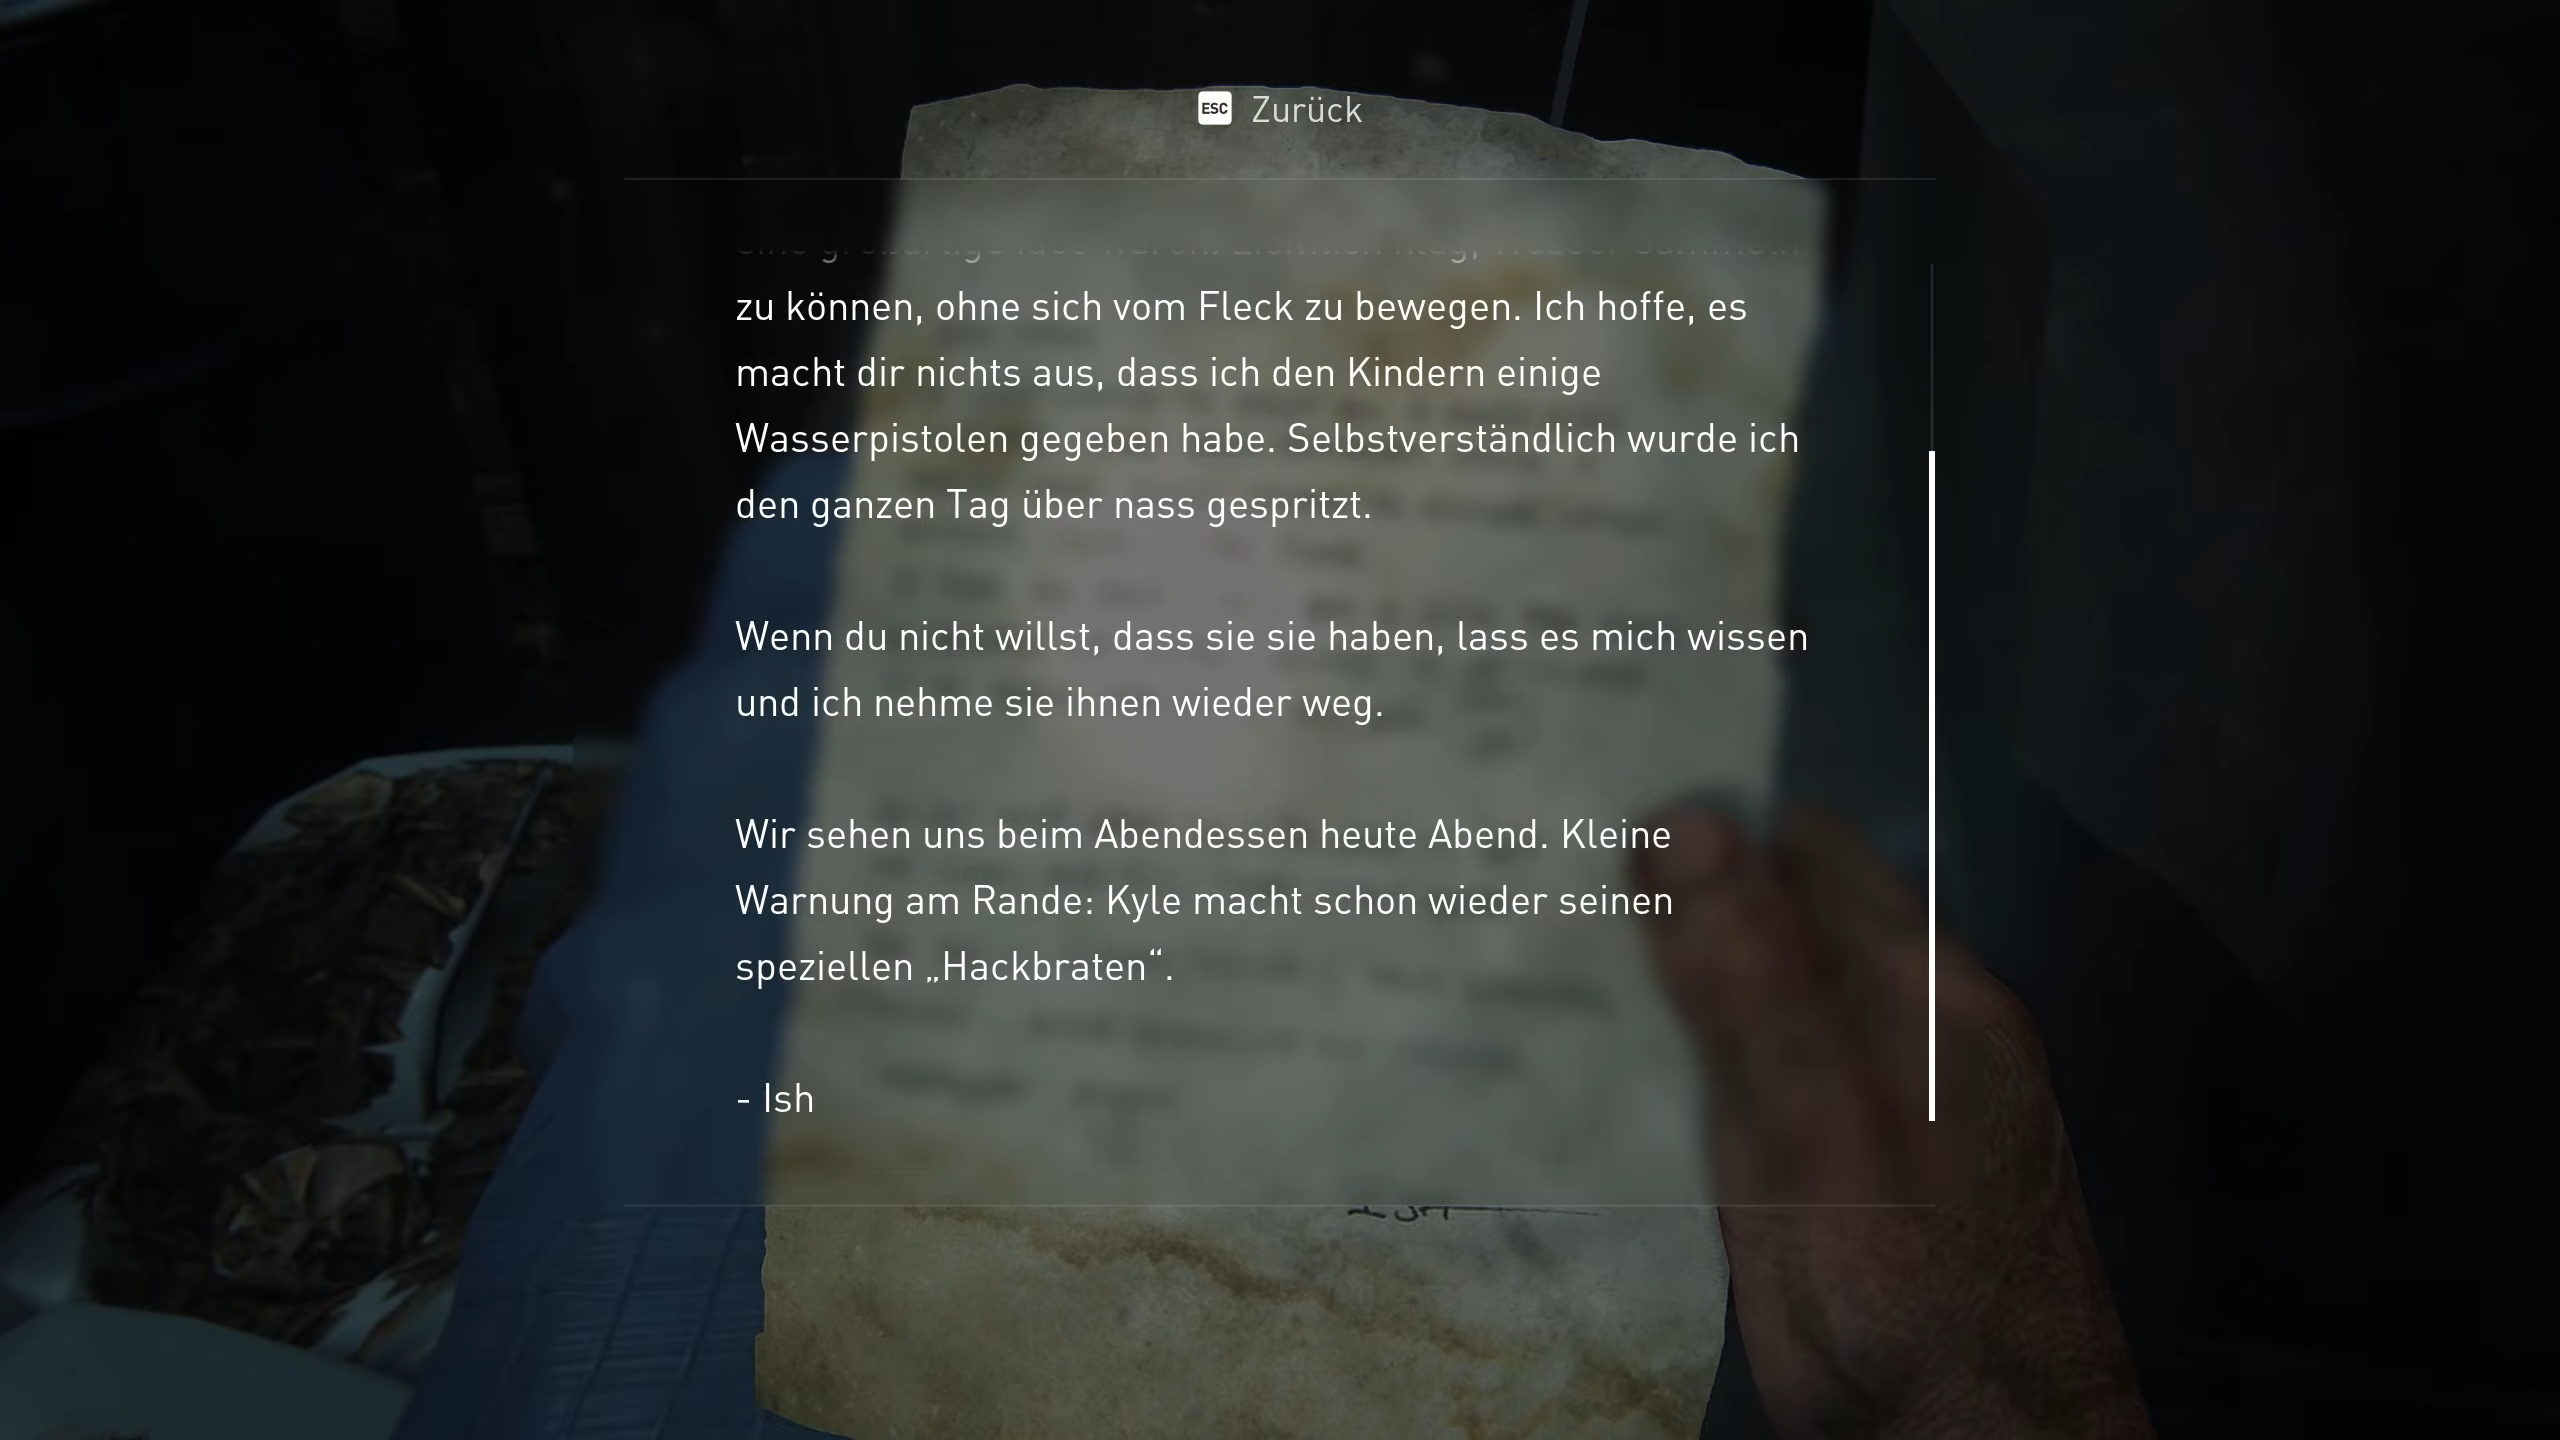 ESC Zurück
zu können, ohne sich vom Fleck zu bewegen. Ich hoffe, es
macht dir nichts aus, dass ich den Kindern einige
Wasserpistolen gegeben habe. Selbstverständlich wurde ich
den ganzen Tag über nass gespritzt.
Wenn du nicht willst, dass sie sie haben, lass es mich wissen
und ich nehme sie ihnen wieder weg.
Wir sehen uns beim Abendessen heute Abend. Kleine
Warnung am Rande: Kyle macht schon wieder seinen
speziellen „Hackbraten“.
- Ish